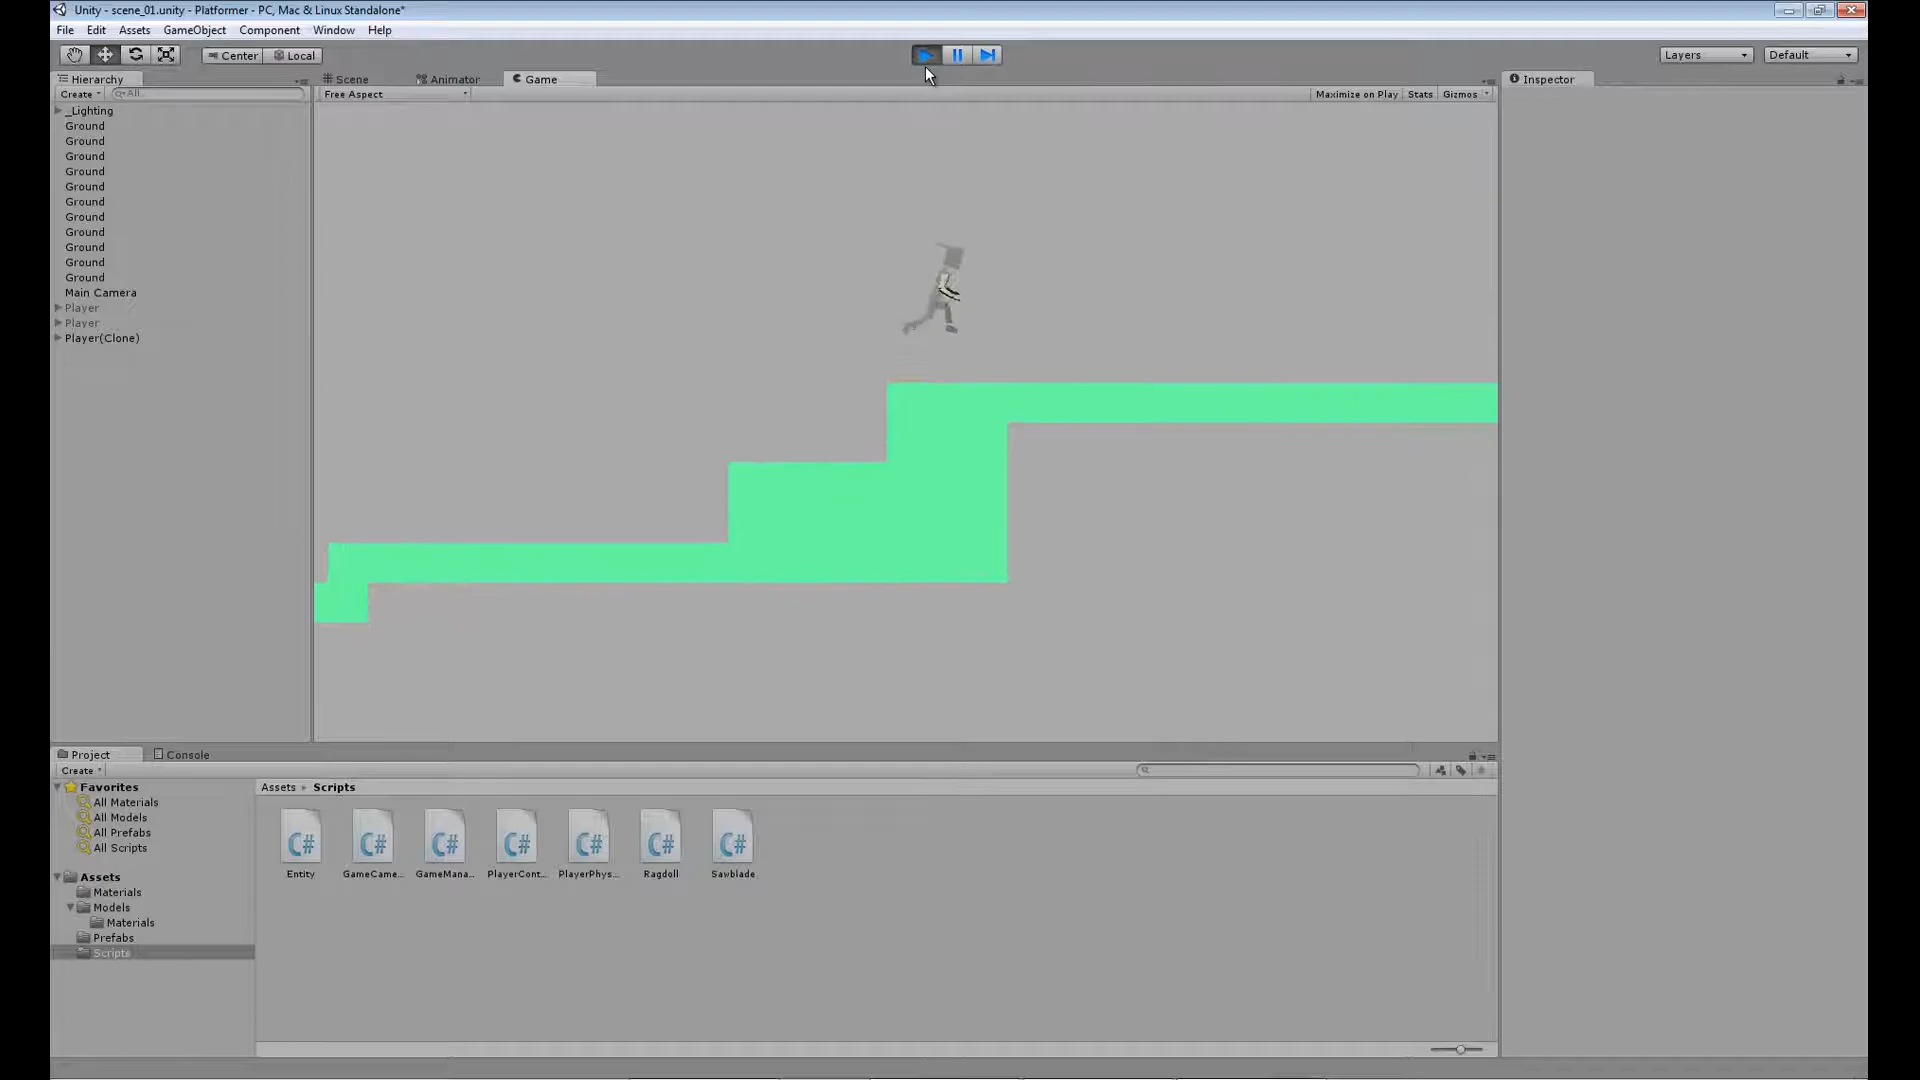 Unity - scene_01.unity - Platformer - PC, Mac & Linux Standalone*
File Edit Assets GameObject Component Window Help
Center Local Layers Default
Hierarchy Scene Animator Game Inspector
Create All Free Aspect Maximize on Play Stats Gizmos
_Lighting
Ground
Ground
Ground
Ground
Ground
Ground
Ground
Ground
Ground
Ground
Ground
Main Camera
Player
Player
Player(Clone)
Project Console
Create
Favorites Assets Scripts
All Materials
All Models
All Prefabs
All Scripts
C# C# C# C# C# C# C#
Entity GameCame... GameMana... PlayerCont... PlayerPhys... Ragdoll Sawblade
Assets
Materials
Models
Materials
Prefabs
Scripts